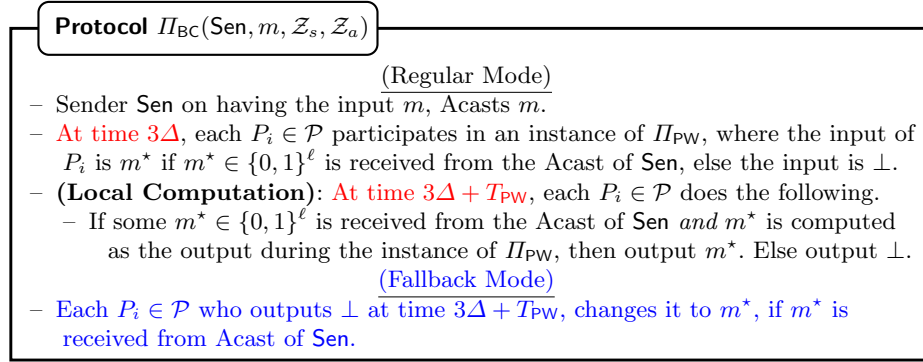 Protocol Π_BC(Sen, m, 𝒵_s, 𝒵_a)
(Regular Mode)
– Sender Sen on having the input m, Acasts m.
– At time 3Δ, each P_i ∈ 𝒫 participates in an instance of Π_PW, where the input of
P_i is m* if m* ∈ {0, 1}^ℓ is received from the Acast of Sen, else the input is ⊥.
– (Local Computation): At time 3Δ + T_PW, each P_i ∈ 𝒫 does the following.
– If some m* ∈ {0, 1}^ℓ is received from the Acast of Sen and m* is computed
as the output during the instance of Π_PW, then output m*. Else output ⊥.
(Fallback Mode)
– Each P_i ∈ 𝒫 who outputs ⊥ at time 3Δ + T_PW, changes it to m*, if m* is
received from Acast of Sen.